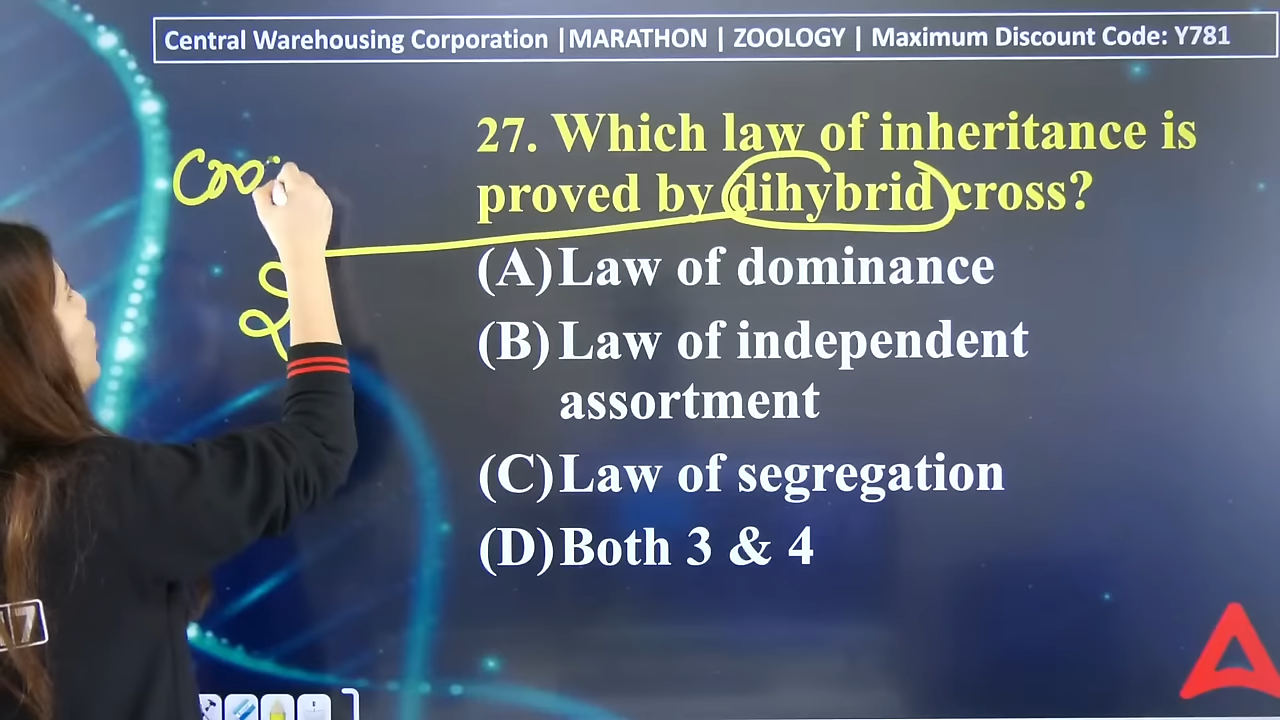 Central Warehousing Corporation |MARATHON | ZOOLOGY | Maximum Discount Code: Y781
27. Which law of inheritance is
proved by dihybrid cross?
(A) Law of dominance
(B) Law of independent
assortment
(C) Law of segregation
(D) Both 3 & 4